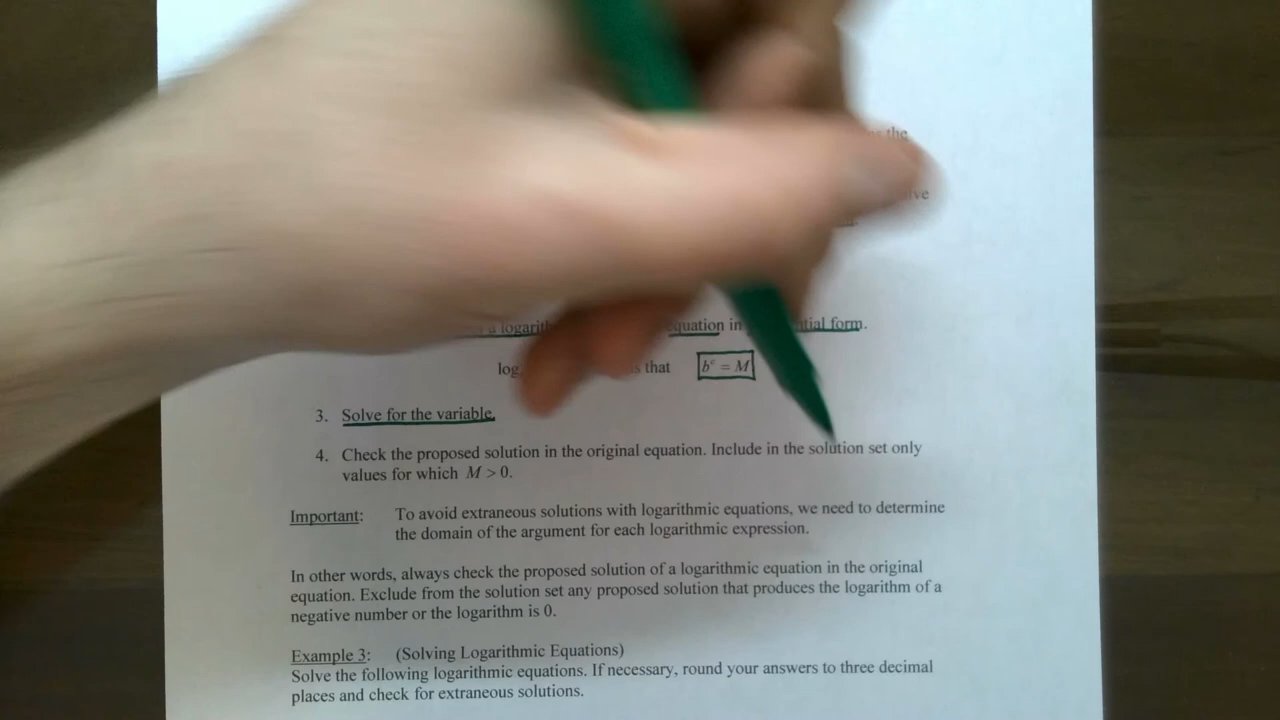 the
a logarith equation in tial form.
log that b^c = M
3. Solve for the variable.
4. Check the proposed solution in the original equation. Include in the solution set only
values for which M > 0.
Important: To avoid extraneous solutions with logarithmic equations, we need to determine
the domain of the argument for each logarithmic expression.
In other words, always check the proposed solution of a logarithmic equation in the original
equation. Exclude from the solution set any proposed solution that produces the logarithm of a
negative number or the logarithm is 0.
Example 3: (Solving Logarithmic Equations)
Solve the following logarithmic equations. If necessary, round your answers to three decimal
places and check for extraneous solutions.